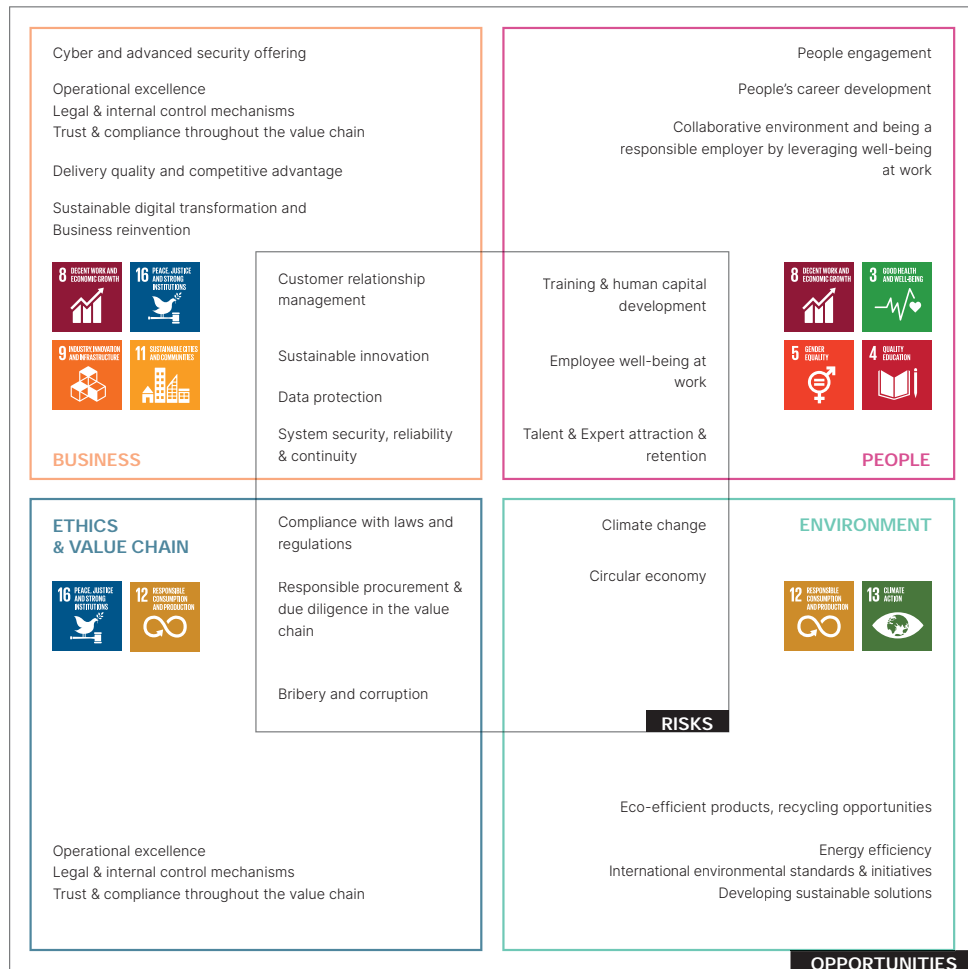 Cyber and advanced security offering
Operational excellence
Legal & internal control mechanisms
Trust & compliance throughout the value chain
Delivery quality and competitive advantage
Sustainable digital transformation and
Business reinvention
8 DECENT WORK AND
ECONOMIC GROWTH
16 PEACE, JUSTICE
AND STRONG
INSTITUTIONS
9 INDUSTRY, INNOVATION
AND INFRASTRUCTURE
11 SUSTAINABLE CITIES
AND COMMUNITIES
BUSINESS
Customer relationship
management
Sustainable innovation
Data protection
System security, reliability
& continuity
People engagement
People’s career development
Collaborative environment and being a
responsible employer by leveraging well-being
at work
Training & human capital
development
Employee well-being at
work
Talent & Expert attraction &
retention
8 DECENT WORK AND
ECONOMIC GROWTH
3 GOOD HEALTH
AND WELL-BEING
5 GENDER
EQUALITY
4 QUALITY
EDUCATION
PEOPLE
ETHICS
& VALUE CHAIN
16 PEACE, JUSTICE
AND STRONG
INSTITUTIONS
12 RESPONSIBLE
CONSUMPTION
AND PRODUCTION
Compliance with laws and
regulations
Responsible procurement &
due diligence in the value
chain
Bribery and corruption
Operational excellence
Legal & internal control mechanisms
Trust & compliance throughout the value chain
Climate change
Circular economy
ENVIRONMENT
12 RESPONSIBLE
CONSUMPTION
AND PRODUCTION
13 CLIMATE
ACTION
RISKS
Eco-efficient products, recycling opportunities
Energy efficiency
International environmental standards & initiatives
Developing sustainable solutions
OPPORTUNITIES